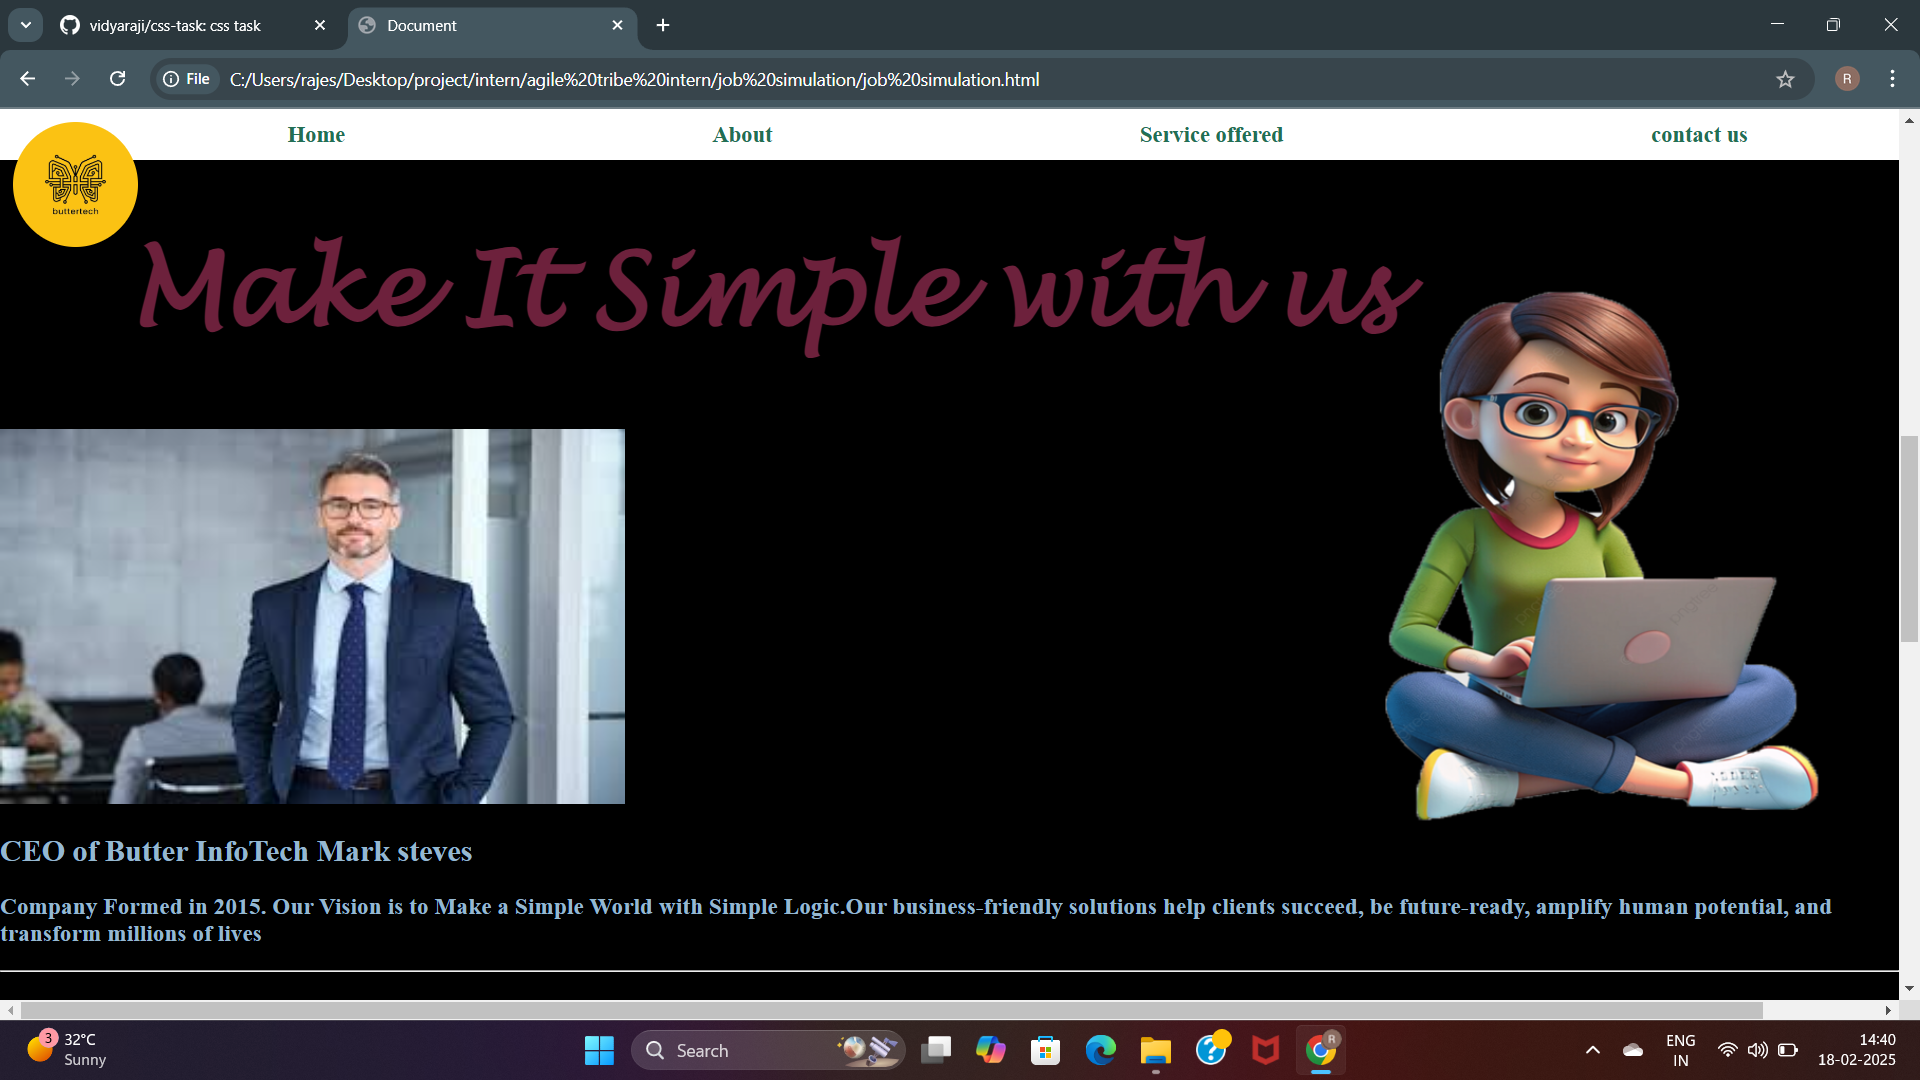 vidyaraji/css-task: css task
Document
File
C:/Users/rajes/Desktop/project/intern/agile%20tribe%20intern/job%20simulation/job%20simulation.html
R
Home
About
Service offered
contact us
buttertech
Make It Simple with us
CEO of Butter InfoTech Mark steves
Company Formed in 2015. Our Vision is to Make a Simple World with Simple Logic.Our business-friendly solutions help clients succeed, be future-ready, amplify human potential, and
transform millions of lives
3
32°C
Sunny
Search
R
ENG
IN
14:40
18-02-2025